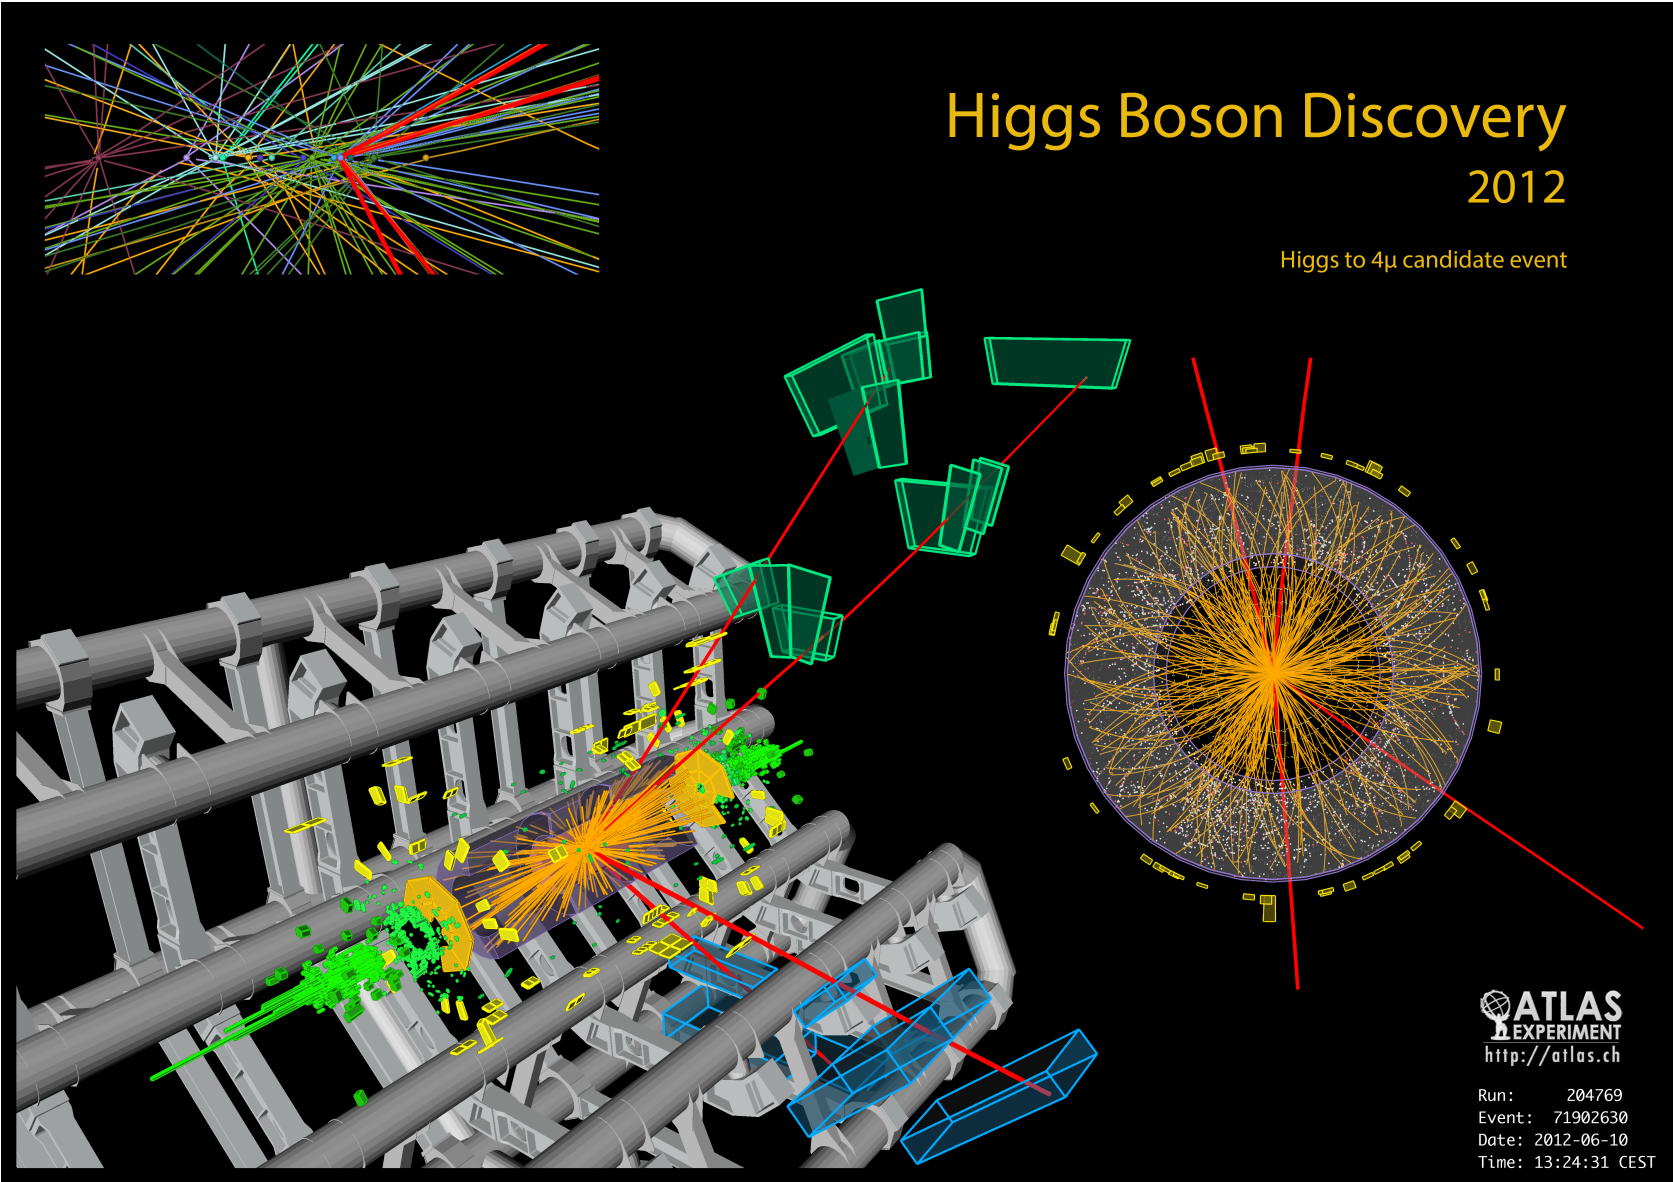 Higgs Boson Discovery
2012
Higgs to 4μ candidate event
ATLAS
EXPERIMENT
http://atlas.ch
Run: 204769
Event: 71902630
Date: 2012-06-10
Time: 13:24:31 CEST